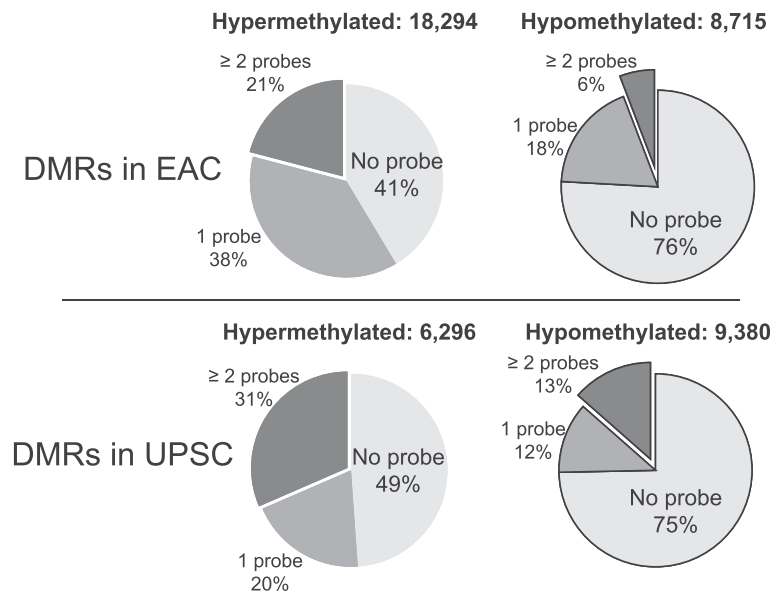 Hypermethylated: 18,294
Hypomethylated: 8,715
≥ 2 probes
21%
≥ 2 probes
6%
1 probe
18%
DMRs in EAC
No probe
41%
1 probe
38%
No probe
76%
Hypermethylated: 6,296
Hypomethylated: 9,380
≥ 2 probes
31%
≥ 2 probes
13%
1 probe
12%
DMRs in UPSC
No probe
49%
No probe
75%
1 probe
20%